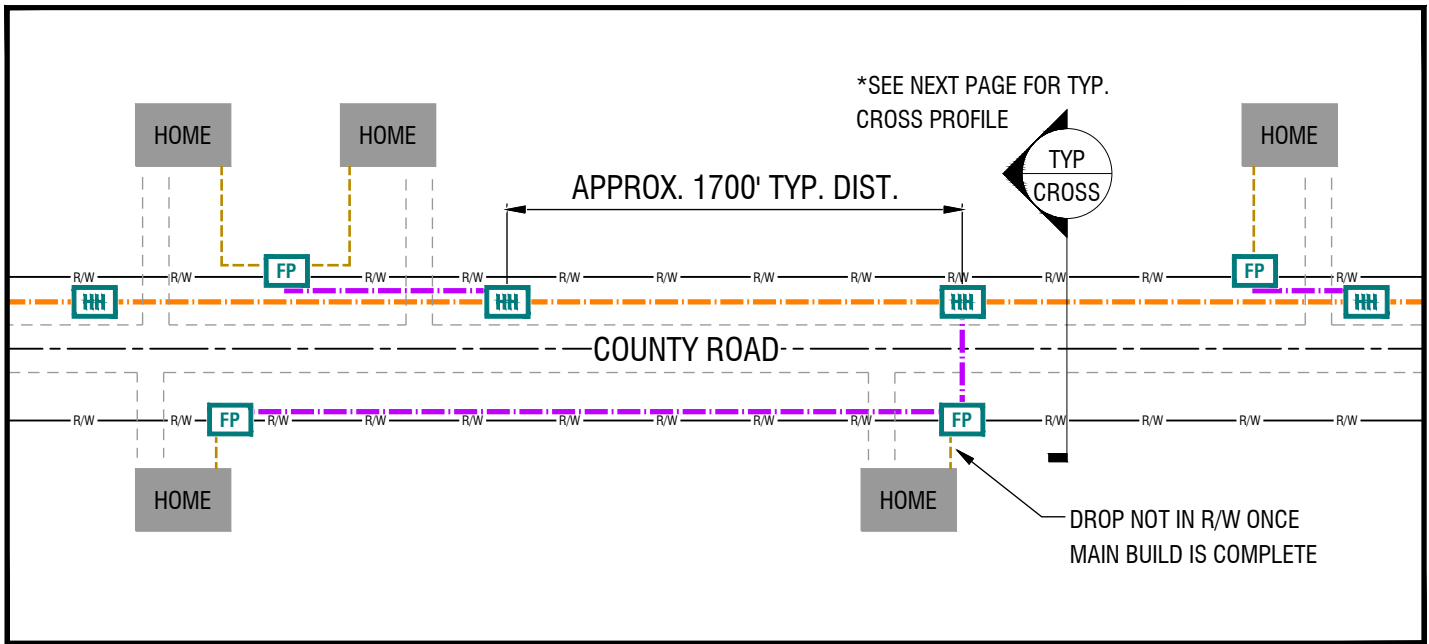 *SEE NEXT PAGE FOR TYP.
CROSS PROFILE
HOME
HOME
TYP
CROSS
HOME
APPROX. 1700' TYP. DIST.
R/W R/W FP R/W R/W R/W R/W R/W R/W R/W R/W R/W FP R/W
HH HH HH HH
COUNTY ROAD
R/W R/W FP R/W R/W R/W R/W R/W R/W R/W FP R/W R/W R/W R/W
HOME
HOME
DROP NOT IN R/W ONCE
MAIN BUILD IS COMPLETE